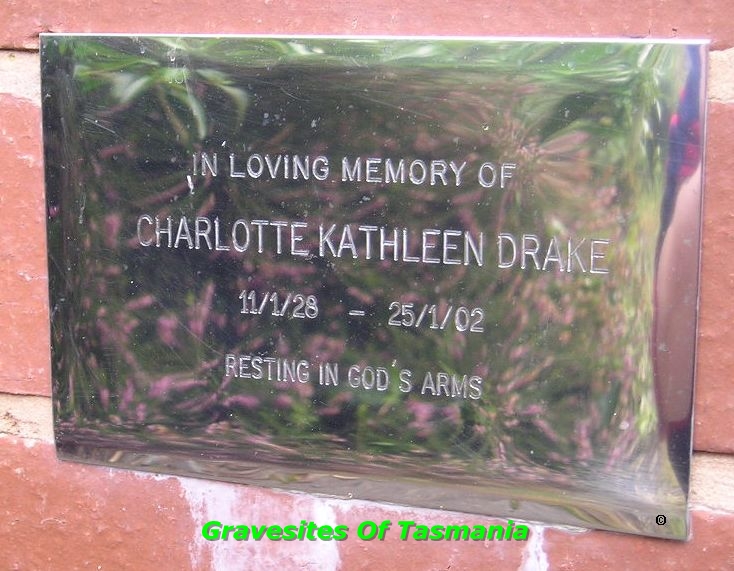 IN LOVING MEMORY OF
CHARLOTTE KATHLEEN DRAKE
11/1/28 - 25/1/02
RESTING IN GOD'S ARMS
©
Gravesites Of Tasmania